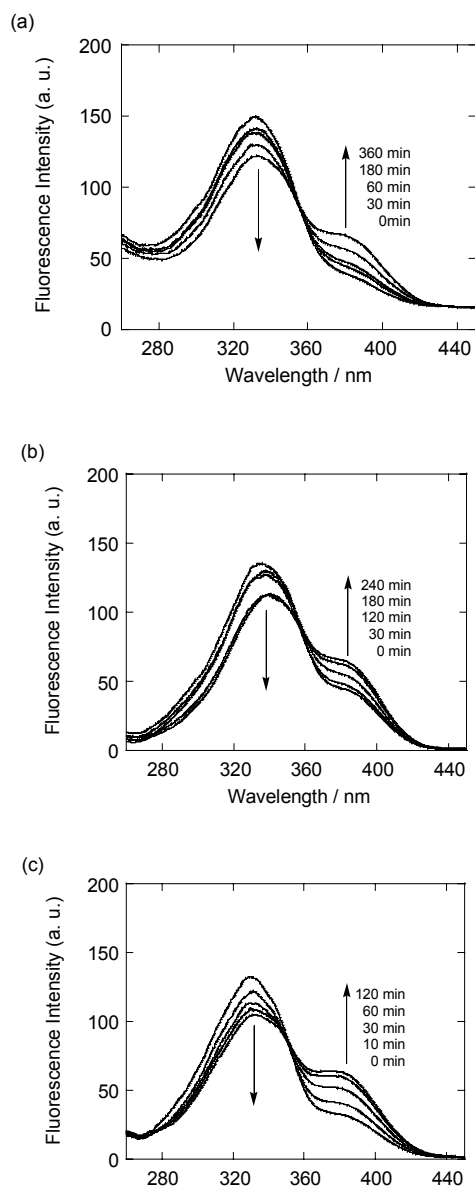 (a)
200
150
100
50
0
Fluorescence Intensity (a. u.)
360 min
180 min
60 min
30 min
0min
280 320 360 400 440
Wavelength / nm
(b)
200
150
100
50
0
Fluorescence Intensity (a. u.)
240 min
180 min
120 min
30 min
0 min
280 320 360 400 440
Wavelength / nm
(c)
200
150
100
50
0
Fluorescence Intensity (a. u.)
120 min
60 min
30 min
10 min
0 min
280 320 360 400 440
Wavelength / nm